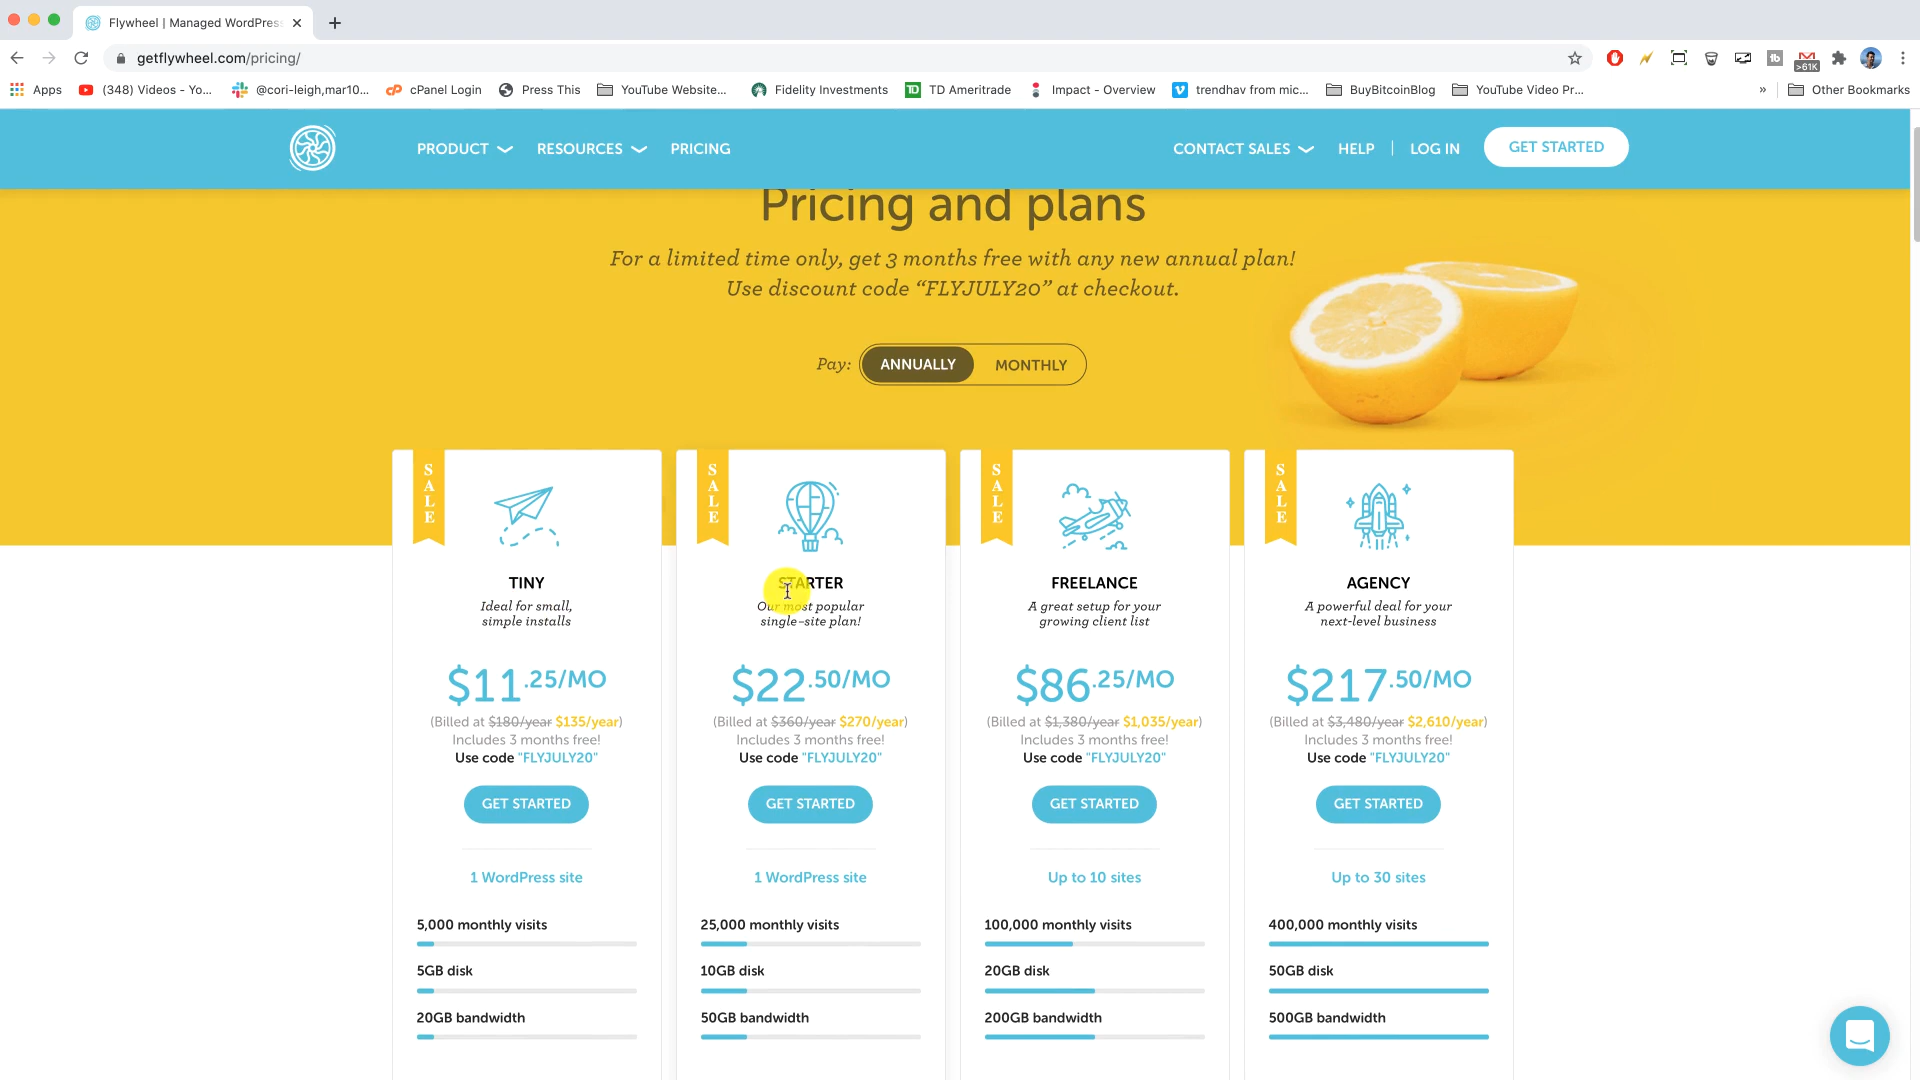 Flywheel | Managed WordPres
getflywheel.com/pricing/
>61K
Apps
(348) Videos - Yo...
@cori-leigh,mar10...
cPanel Login
Press This
YouTube Website...
Fidelity Investments
TD Ameritrade
Impact - Overview
trendhav from mic...
BuyBitcoinBlog
YouTube Video Pr...
»
Other Bookmarks
PRODUCT
RESOURCES
PRICING
CONTACT SALES
HELP
LOG IN
GET STARTED
Pricing and plans
For a limited time only, get 3 months free with any new annual plan!
Use discount code “FLYJULY20” at checkout.
Pay:
ANNUALLY
MONTHLY
SALE
TINY
Ideal for small,
simple installs
$11.25/MO
(Billed at $180/year $135/year)
Includes 3 months free!
Use code "FLYJULY20"
GET STARTED
1 WordPress site
5,000 monthly visits
5GB disk
20GB bandwidth
SALE
STARTER
Our most popular
single-site plan!
$22.50/MO
(Billed at $360/year $270/year)
Includes 3 months free!
Use code "FLYJULY20"
GET STARTED
1 WordPress site
25,000 monthly visits
10GB disk
50GB bandwidth
SALE
FREELANCE
A great setup for your
growing client list
$86.25/MO
(Billed at $1,380/year $1,035/year)
Includes 3 months free!
Use code "FLYJULY20"
GET STARTED
Up to 10 sites
100,000 monthly visits
20GB disk
200GB bandwidth
SALE
AGENCY
A powerful deal for your
next-level business
$217.50/MO
(Billed at $3,480/year $2,610/year)
Includes 3 months free!
Use code "FLYJULY20"
GET STARTED
Up to 30 sites
400,000 monthly visits
50GB disk
500GB bandwidth